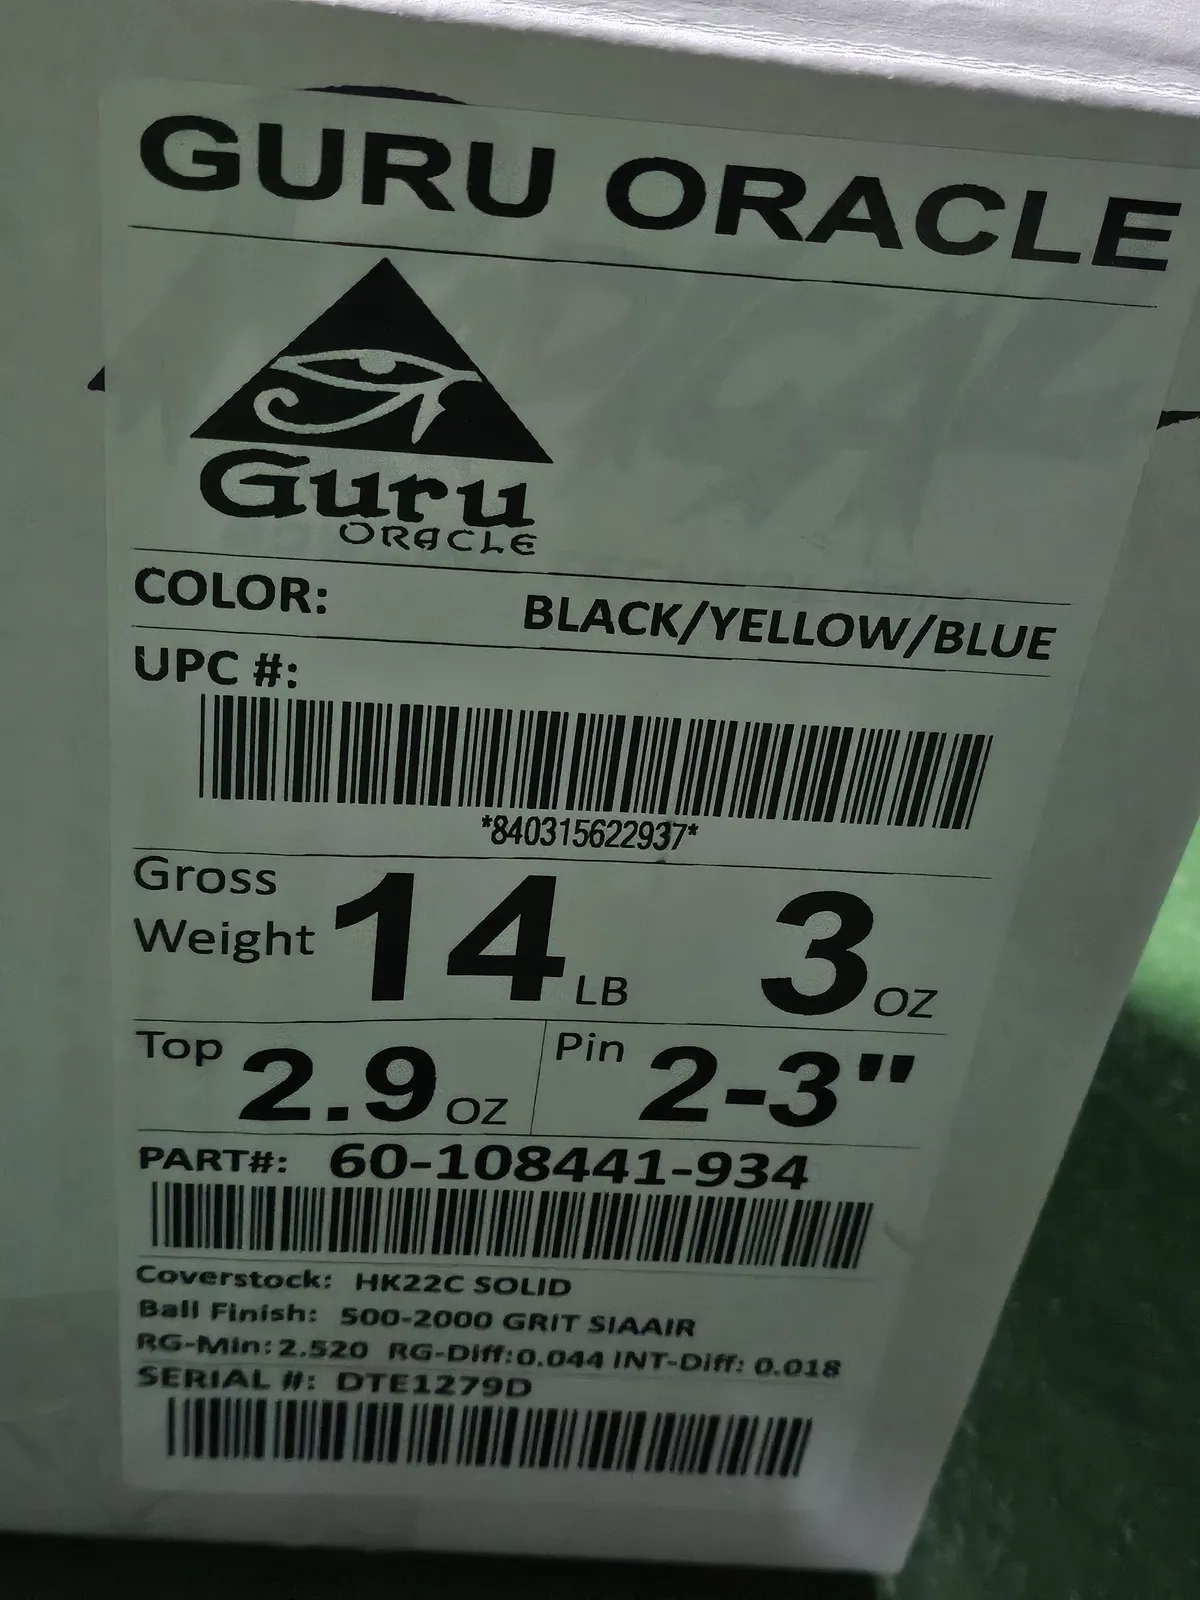 GURU ORACLE
Guru
ORACLE
COLOR: BLACK/YELLOW/BLUE
UPC #:
*840315622937*
Gross
Weight 14 LB 3 OZ
Top 2.9 OZ Pin 2-3"
PART#: 60-108441-934
Coverstock: HK22C SOLID
Ball Finish: 500-2000 GRIT SIAAIR
RG-Min: 2.520 RG-Diff:0.044 INT-Diff: 0.018
SERIAL #: DTE1279D